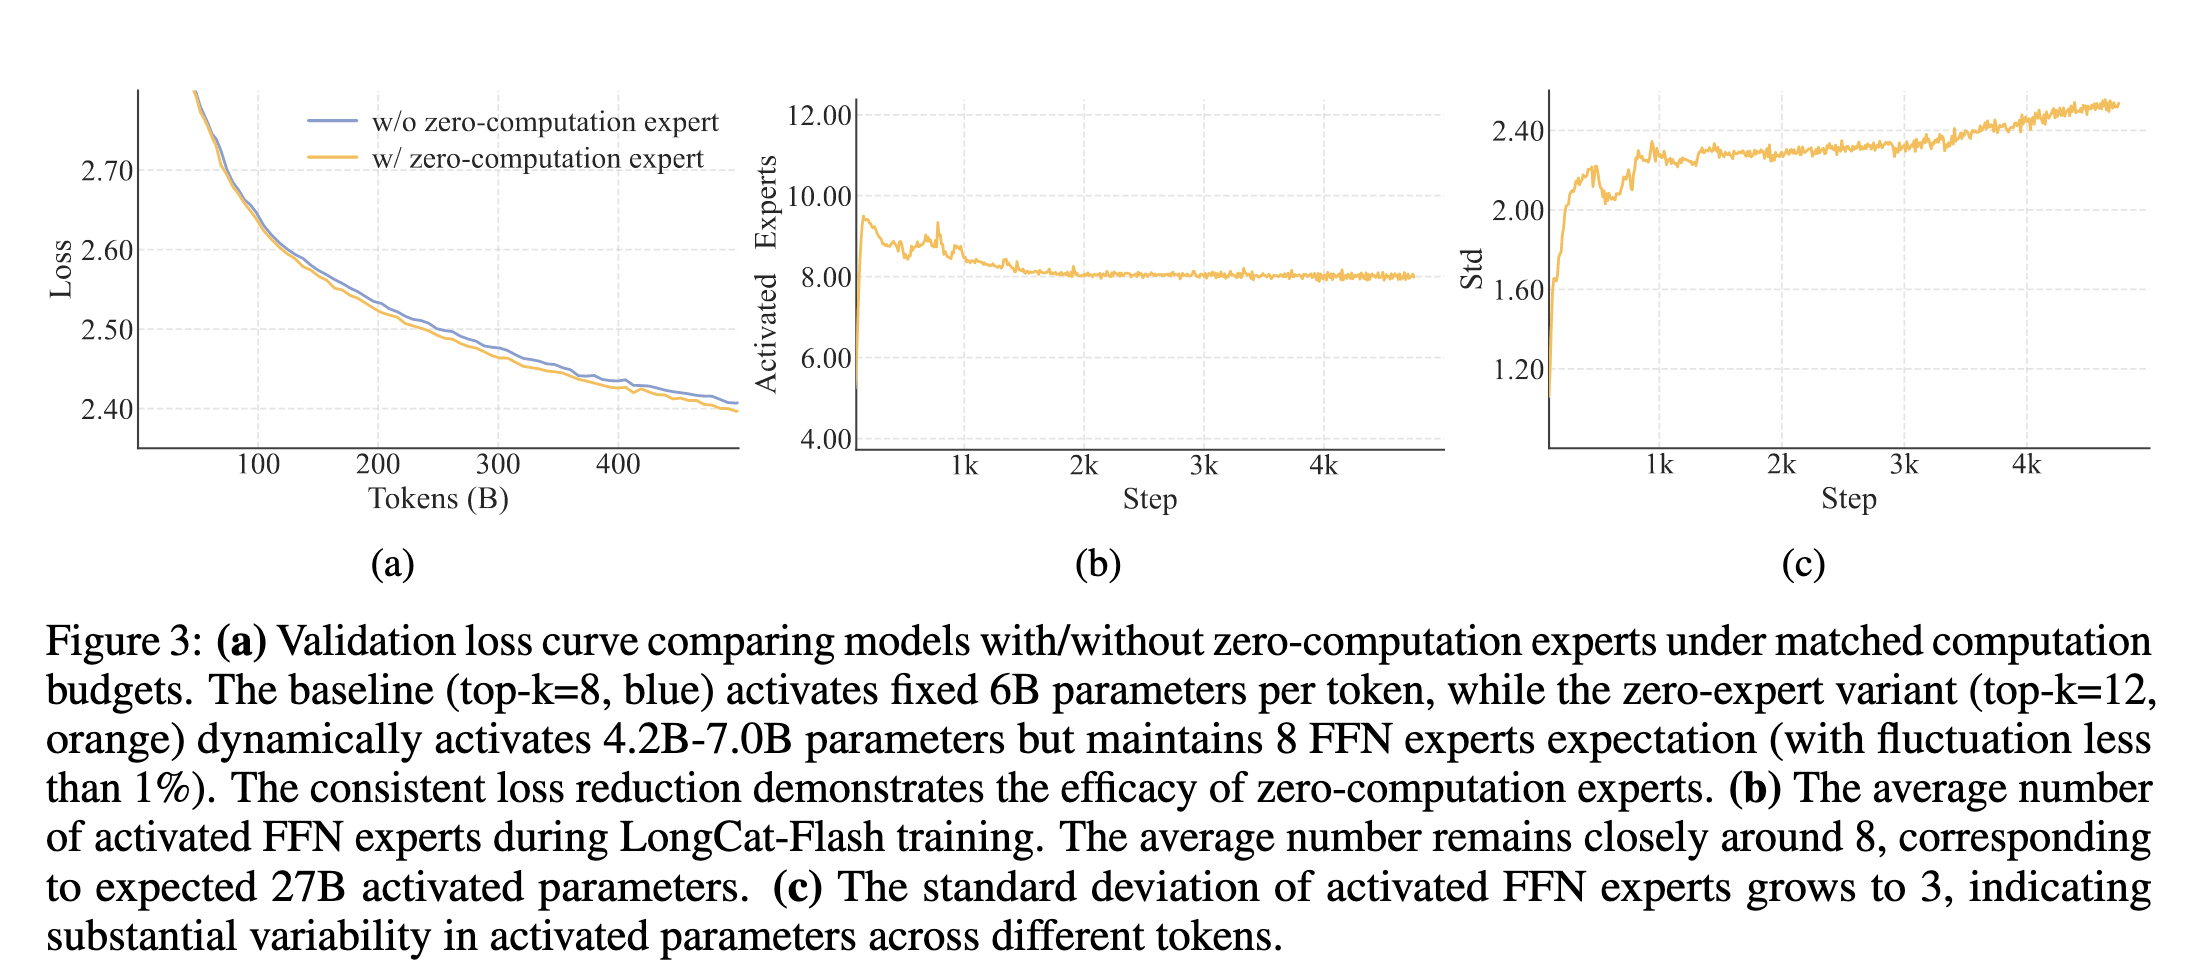 w/o zero-computation expert
w/ zero-computation expert
Loss
2.70
2.60
2.50
2.40
100 200 300 400
Tokens (B)
(a)
Activated Experts
12.00
10.00
8.00
6.00
4.00
1k 2k 3k 4k
Step
(b)
Std
2.40
2.00
1.60
1.20
1k 2k 3k 4k
Step
(c)
Figure 3: (a) Validation loss curve comparing models with/without zero-computation experts under matched computation
budgets. The baseline (top-k=8, blue) activates fixed 6B parameters per token, while the zero-expert variant (top-k=12,
orange) dynamically activates 4.2B-7.0B parameters but maintains 8 FFN experts expectation (with fluctuation less
than 1%). The consistent loss reduction demonstrates the efficacy of zero-computation experts. (b) The average number
of activated FFN experts during LongCat-Flash training. The average number remains closely around 8, corresponding
to expected 27B activated parameters. (c) The standard deviation of activated FFN experts grows to 3, indicating
substantial variability in activated parameters across different tokens.